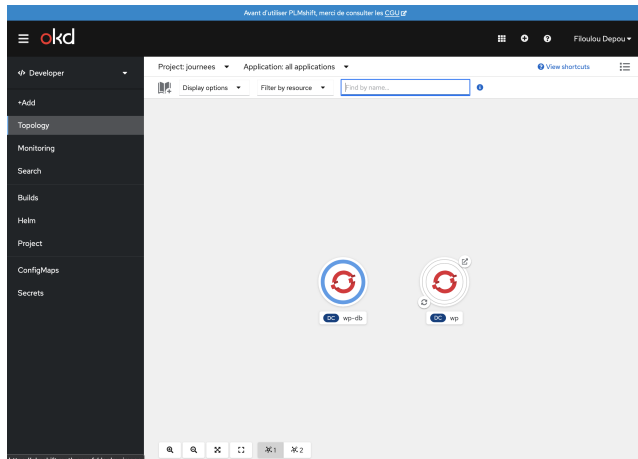 Avant d'utiliser PLMshift, merci de consulter les CGU
okd
Filoulou Depou
Developer
Project: journees
Application: all applications
View shortcuts
Display options
Filter by resource
Find by name...
+Add
Topology
Monitoring
Search
Builds
Helm
Project
ConfigMaps
Secrets
DC wp-db
DC wp
1
2